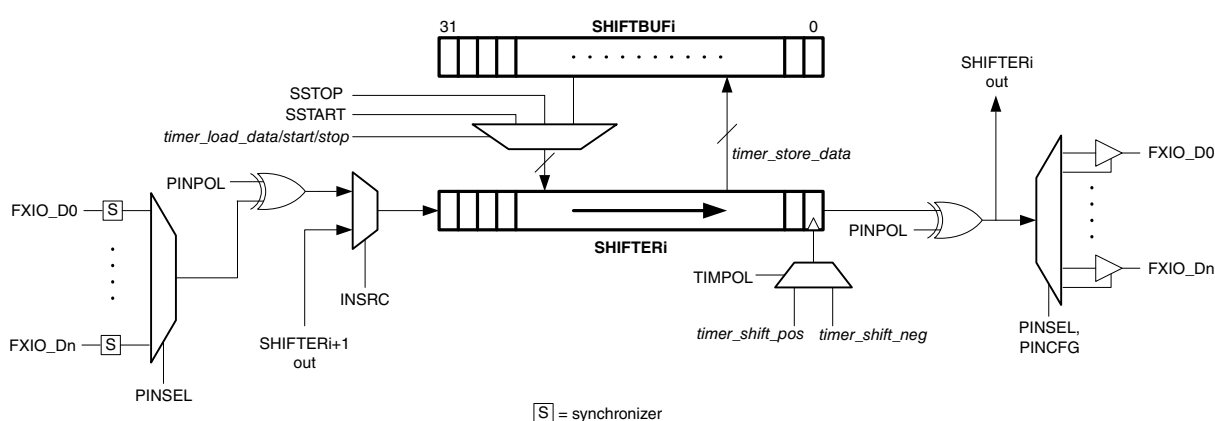 31 SHIFTBUFi 0
SHIFTERi
out
SSTOP
SSTART
timer_load_data/start/stop
timer_store_data
FXIO_D0
PINPOL
FXIO_D0 S
PINPOL
SHIFTERi
FXIO_Dn
TIMPOL
INSRC
timer_shift_pos timer_shift_neg
PINSEL,
PINCFG
FXIO_Dn S
SHIFTERi+1
out
PINSEL
S = synchronizer